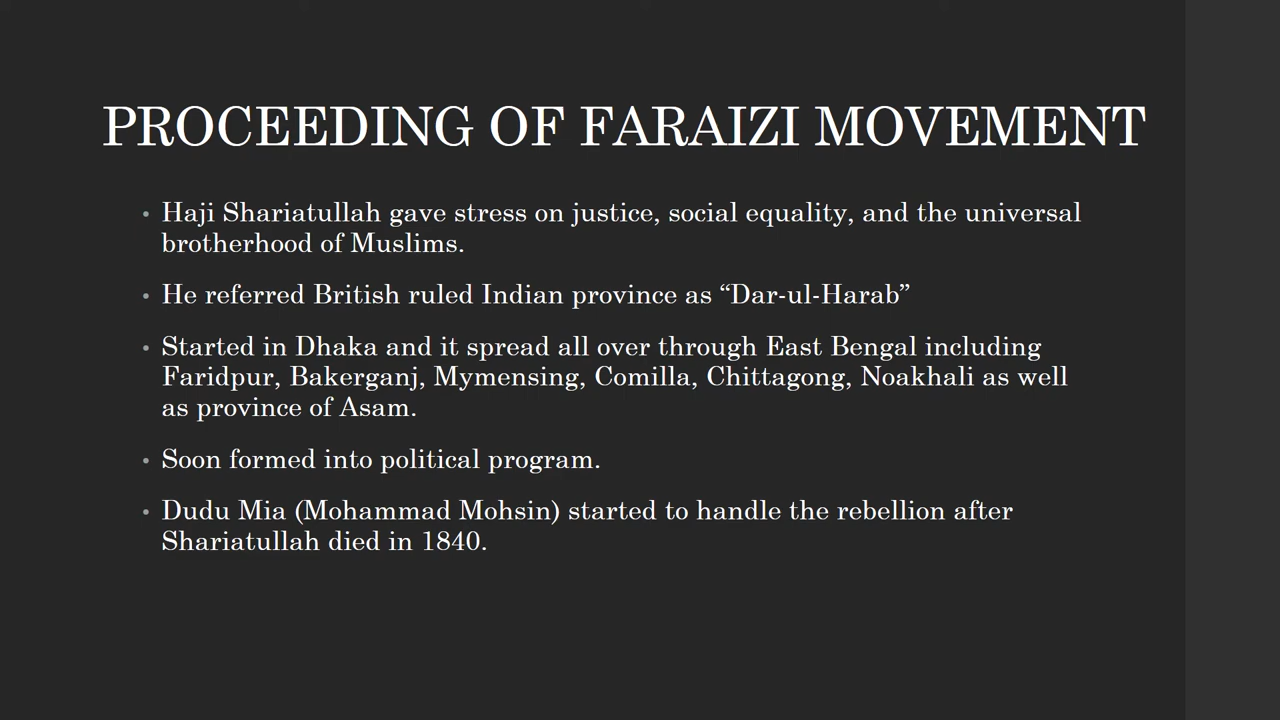 PROCEEDING OF FARAIZI MOVEMENT
• Haji Shariatullah gave stress on justice, social equality, and the universal
brotherhood of Muslims.
• He referred British ruled Indian province as “Dar-ul-Harab”
• Started in Dhaka and it spread all over through East Bengal including
Faridpur, Bakerganj, Mymensing, Comilla, Chittagong, Noakhali as well
as province of Asam.
• Soon formed into political program.
• Dudu Mia (Mohammad Mohsin) started to handle the rebellion after
Shariatullah died in 1840.